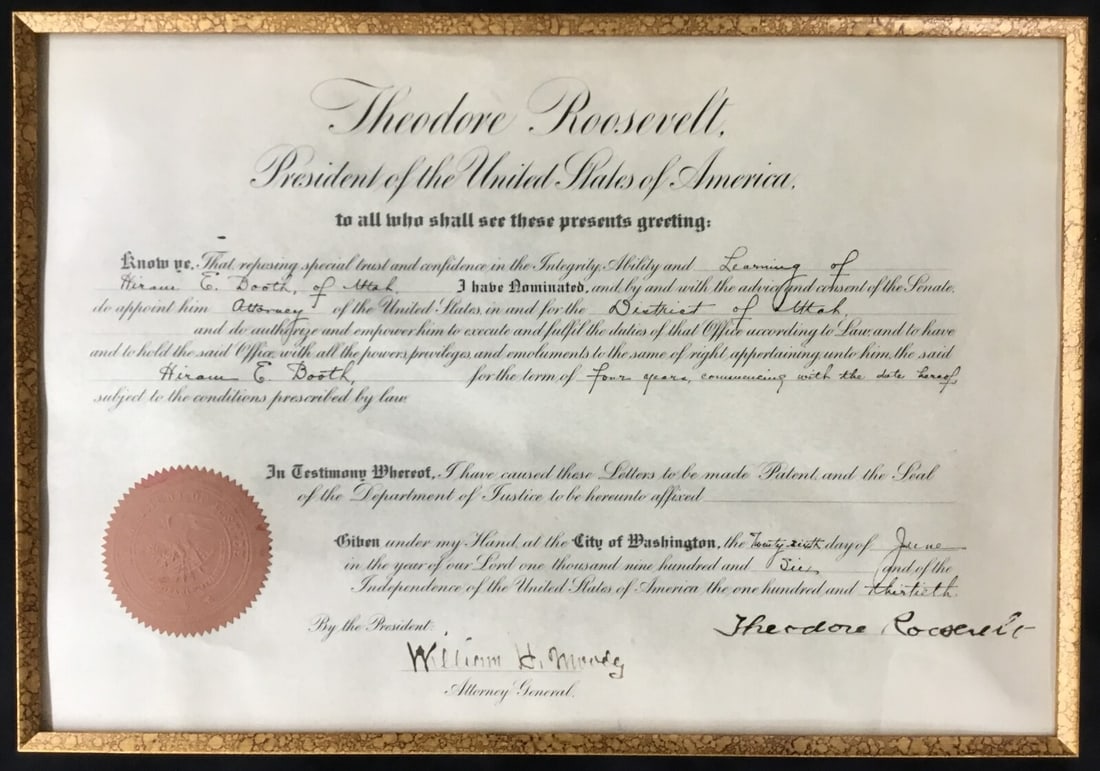 Theodore Roosevelt,
President of the United States of America,
to all who shall see these presents greeting:
Know ye, That reposing special trust and confidence in the Integrity, Ability and Learning of
Hiram E. Booth, of Utah, I have Nominated, and by and with the advice and consent of the Senate,
do appoint him Attorney of the United States in and for the District of Utah,
and do authorize and empower him to execute and fulfil the duties of that Office according to Law, and to have
and to hold the said Office, with all the powers, privileges, and emoluments to the same of right appertaining, unto him, the said
Hiram E. Booth, for the term of four years, commencing with the date hereof,
subject to the conditions prescribed by law.
In Testimony Whereof, I have caused these Letters to be made Patent, and the Seal
of the Department of Justice to be hereunto affixed
Given under my Hand, at the City of Washington, the Twenty sixth day of June
in the year of our Lord one thousand nine hundred and Six, and of the
Independence of the United States of America the one hundred and thirtieth.
By the President: Theodore Roosevelt
William H. Moody
Attorney General.